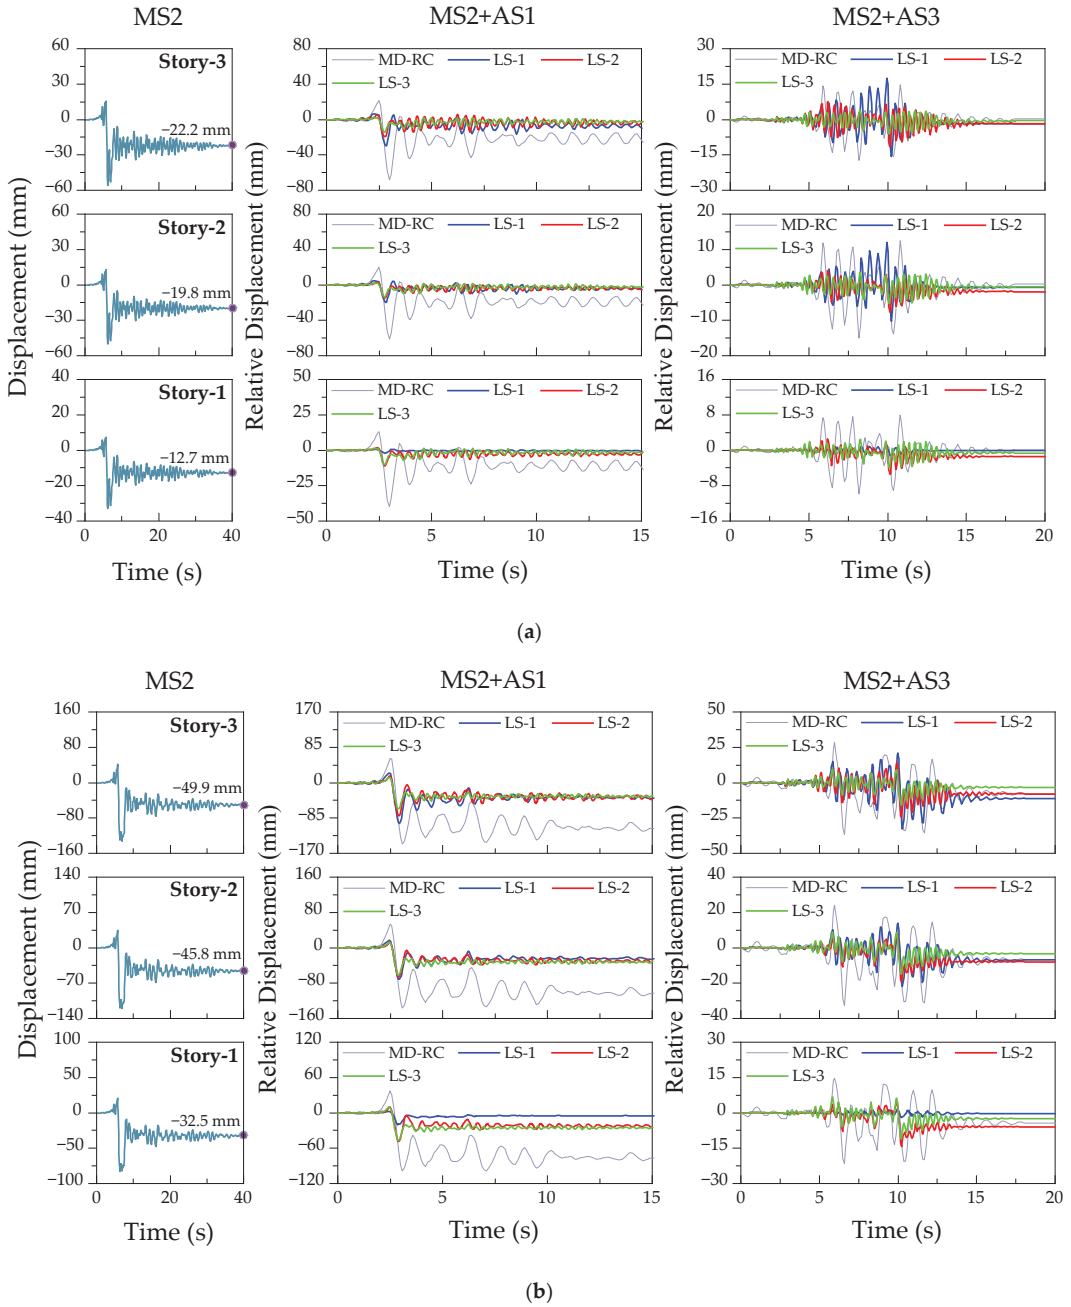 MS2 MS2+AS1 MS2+AS3
Displacement (mm)
60 30 0 −30 −60
Story-3
−22.2 mm
60 30 0 −30 −60
Story-2
−19.8 mm
40 20 0 −20 −40
Story-1
−12.7 mm
0 20 40
Time (s)
Relative Displacement (mm)
80 40 0 −40 −80
MD-RC LS-1 LS-2
LS-3
80 40 0 −40 −80
MD-RC LS-1 LS-2
LS-3
50 25 0 −25 −50
MD-RC LS-1 LS-2
LS-3
0 5 10 15
Time (s)
Relative Displacement (mm)
30 15 0 −15 −30
MD-RC LS-1 LS-2
LS-3
20 10 0 −10 −20
MD-RC LS-1 LS-2
LS-3
16 8 0 −8 −16
MD-RC LS-1 LS-2
LS-3
0 5 10 15 20
Time (s)
(a)
MS2 MS2+AS1 MS2+AS3
Displacement (mm)
160 80 0 −80 −160
Story-3
−49.9 mm
140 70 0 −70 −140
Story-2
−45.8 mm
100 50 0 −50 −100
Story-1
−32.5 mm
0 20 40
Time (s)
Relative Displacement (mm)
170 85 0 −85 −170
MD-RC LS-1 LS-2
LS-3
160 80 0 −80 −160
MD-RC LS-1 LS-2
LS-3
120 60 0 −60 −120
MD-RC LS-1 LS-2
LS-3
0 5 10 15
Time (s)
Relative Displacement (mm)
50 25 0 −25 −50
MD-RC LS-1 LS-2
LS-3
40 20 0 −20 −40
MD-RC LS-1 LS-2
LS-3
30 15 0 −15 −30
MD-RC LS-1 LS-2
LS-3
0 5 10 15 20
Time (s)
(b)